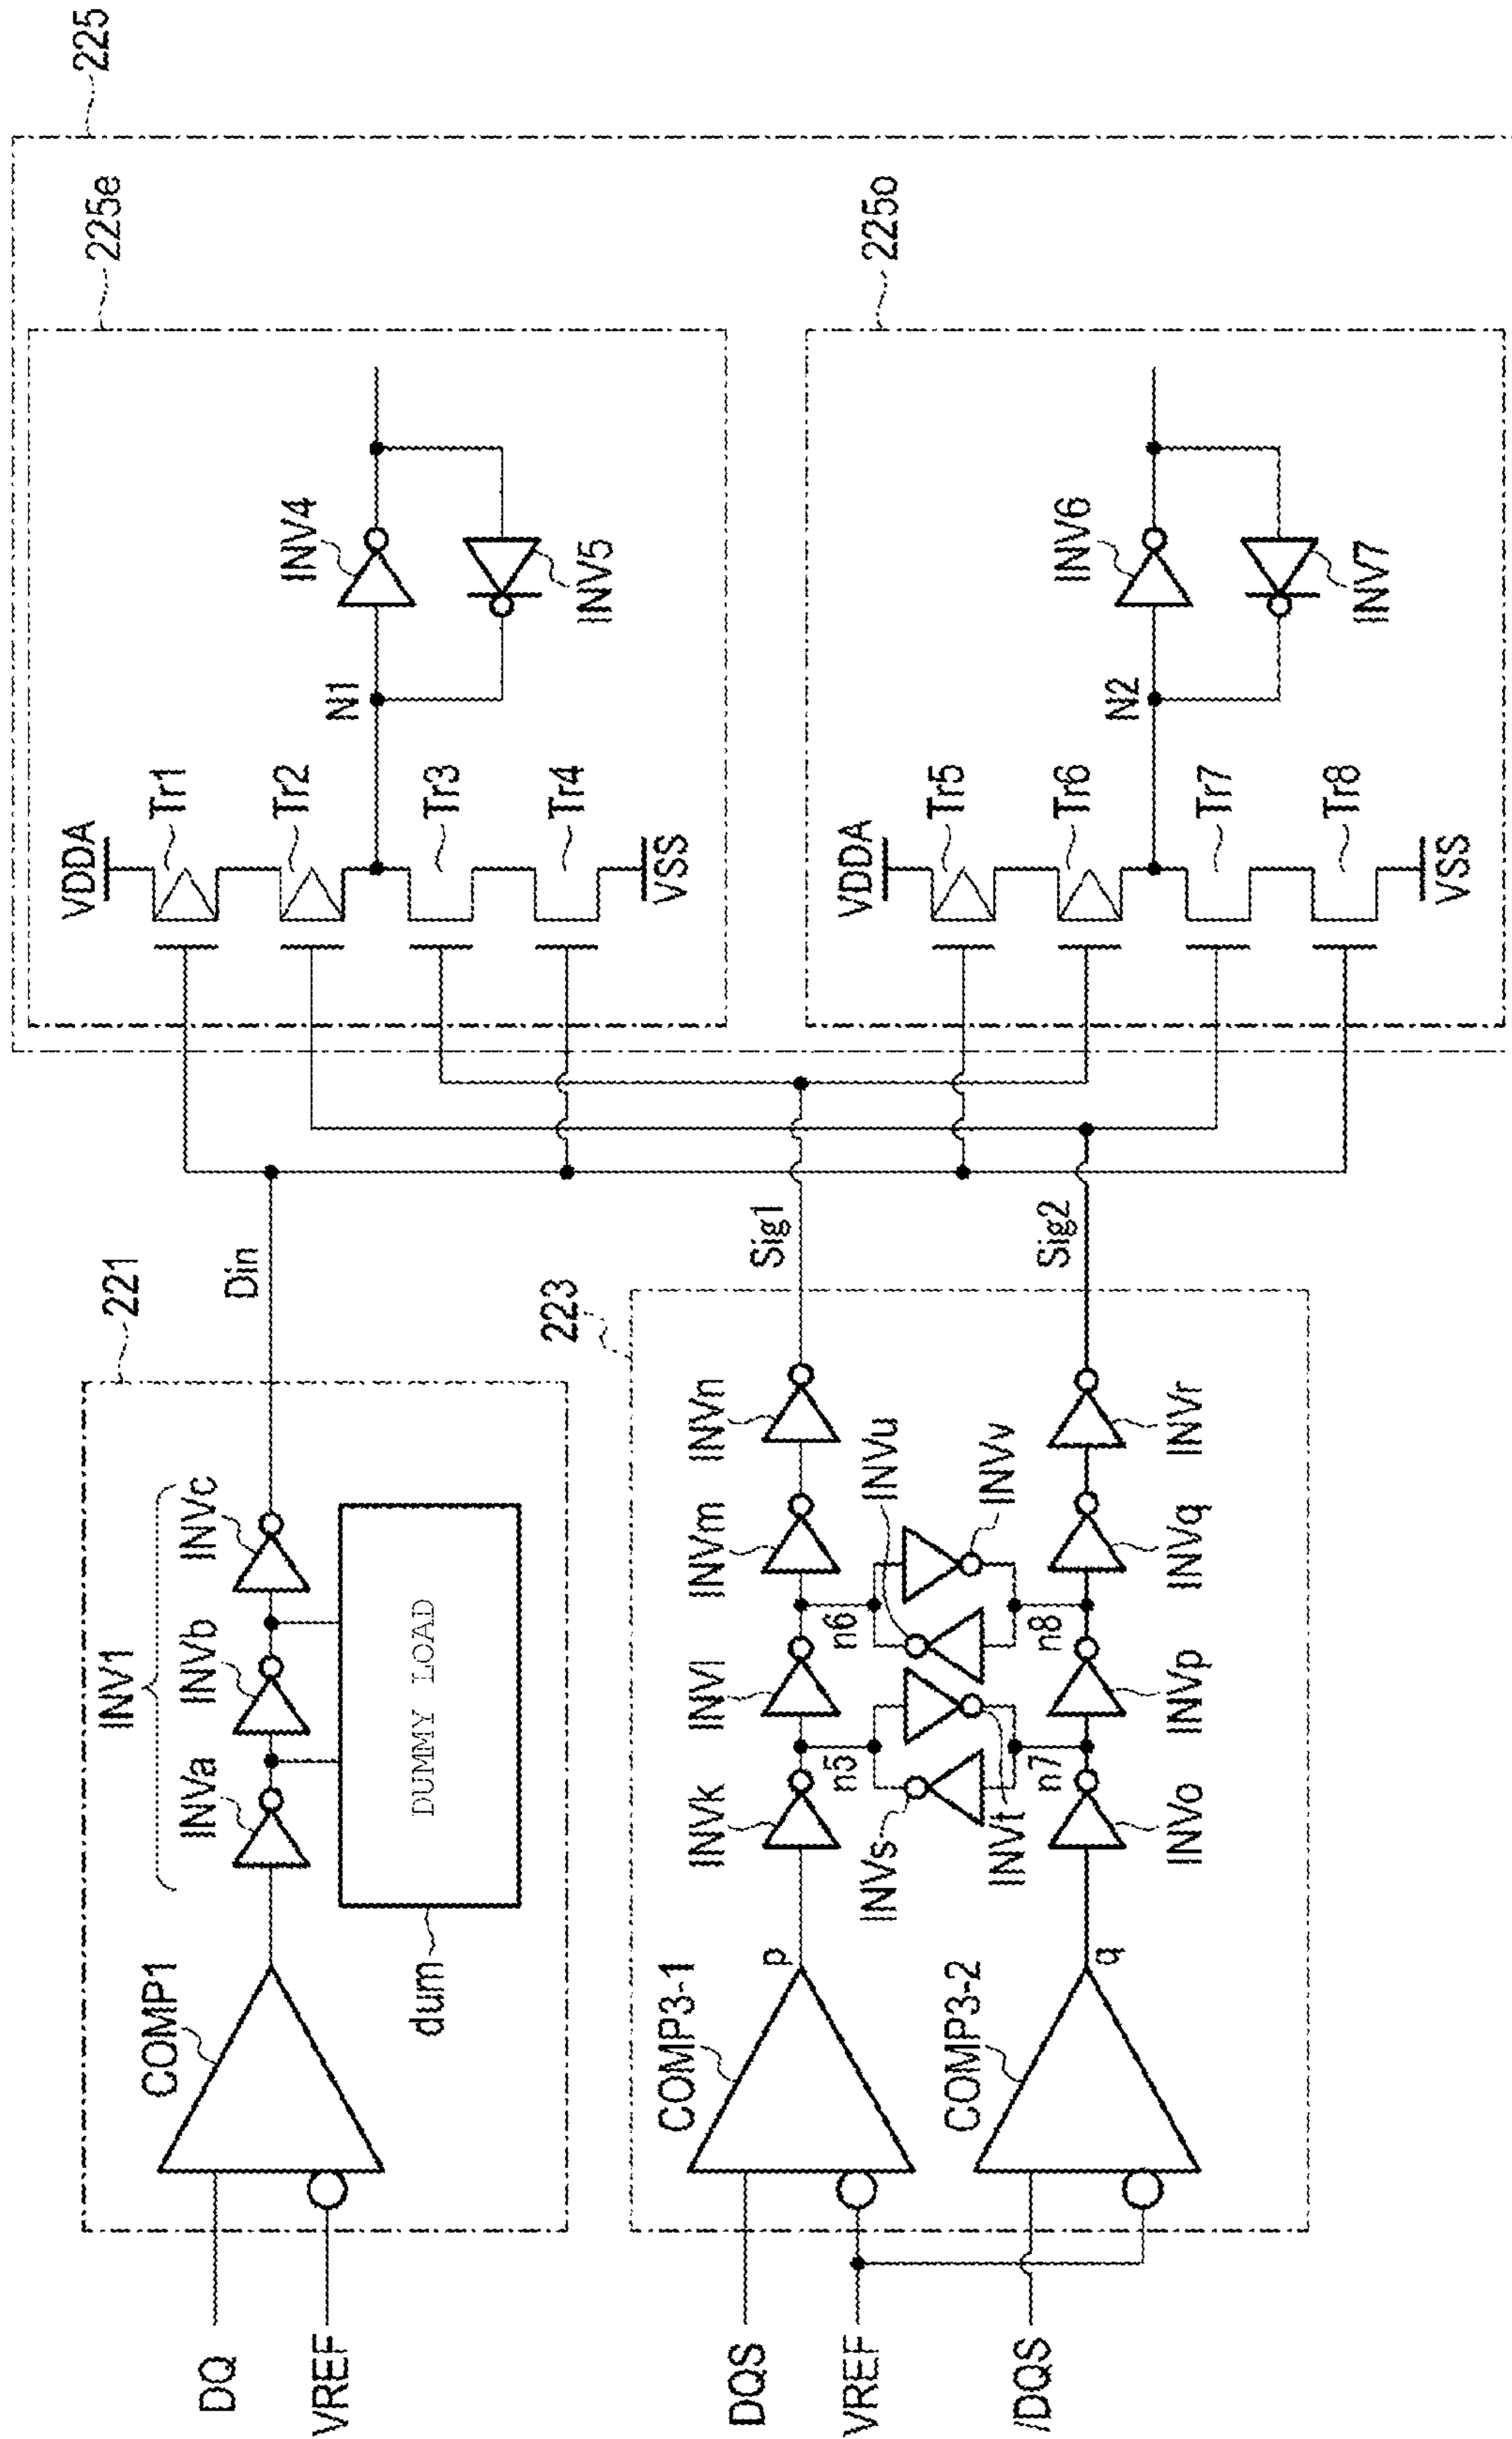 225
225e
VDDA
Tr1
Tr2
Tr3
Tr4
VSS
N1
INV4
INV5
225o
VDDA
Tr5
Tr6
Tr7
Tr8
VSS
N2
INV6
INV7
221
Din
INV1
INVa
INVb
INVc
COMP1
DUMMY LOAD
dum
DQ
VREF
223
Sig1
Sig2
COMP3-1
p
INVk
INVl
INVm
INVn
n5
n6
INVs
INVt
INVu
INVv
n7
n8
COMP3-2
q
INVo
INVp
INVq
INVr
DQS
VREF
/DQS